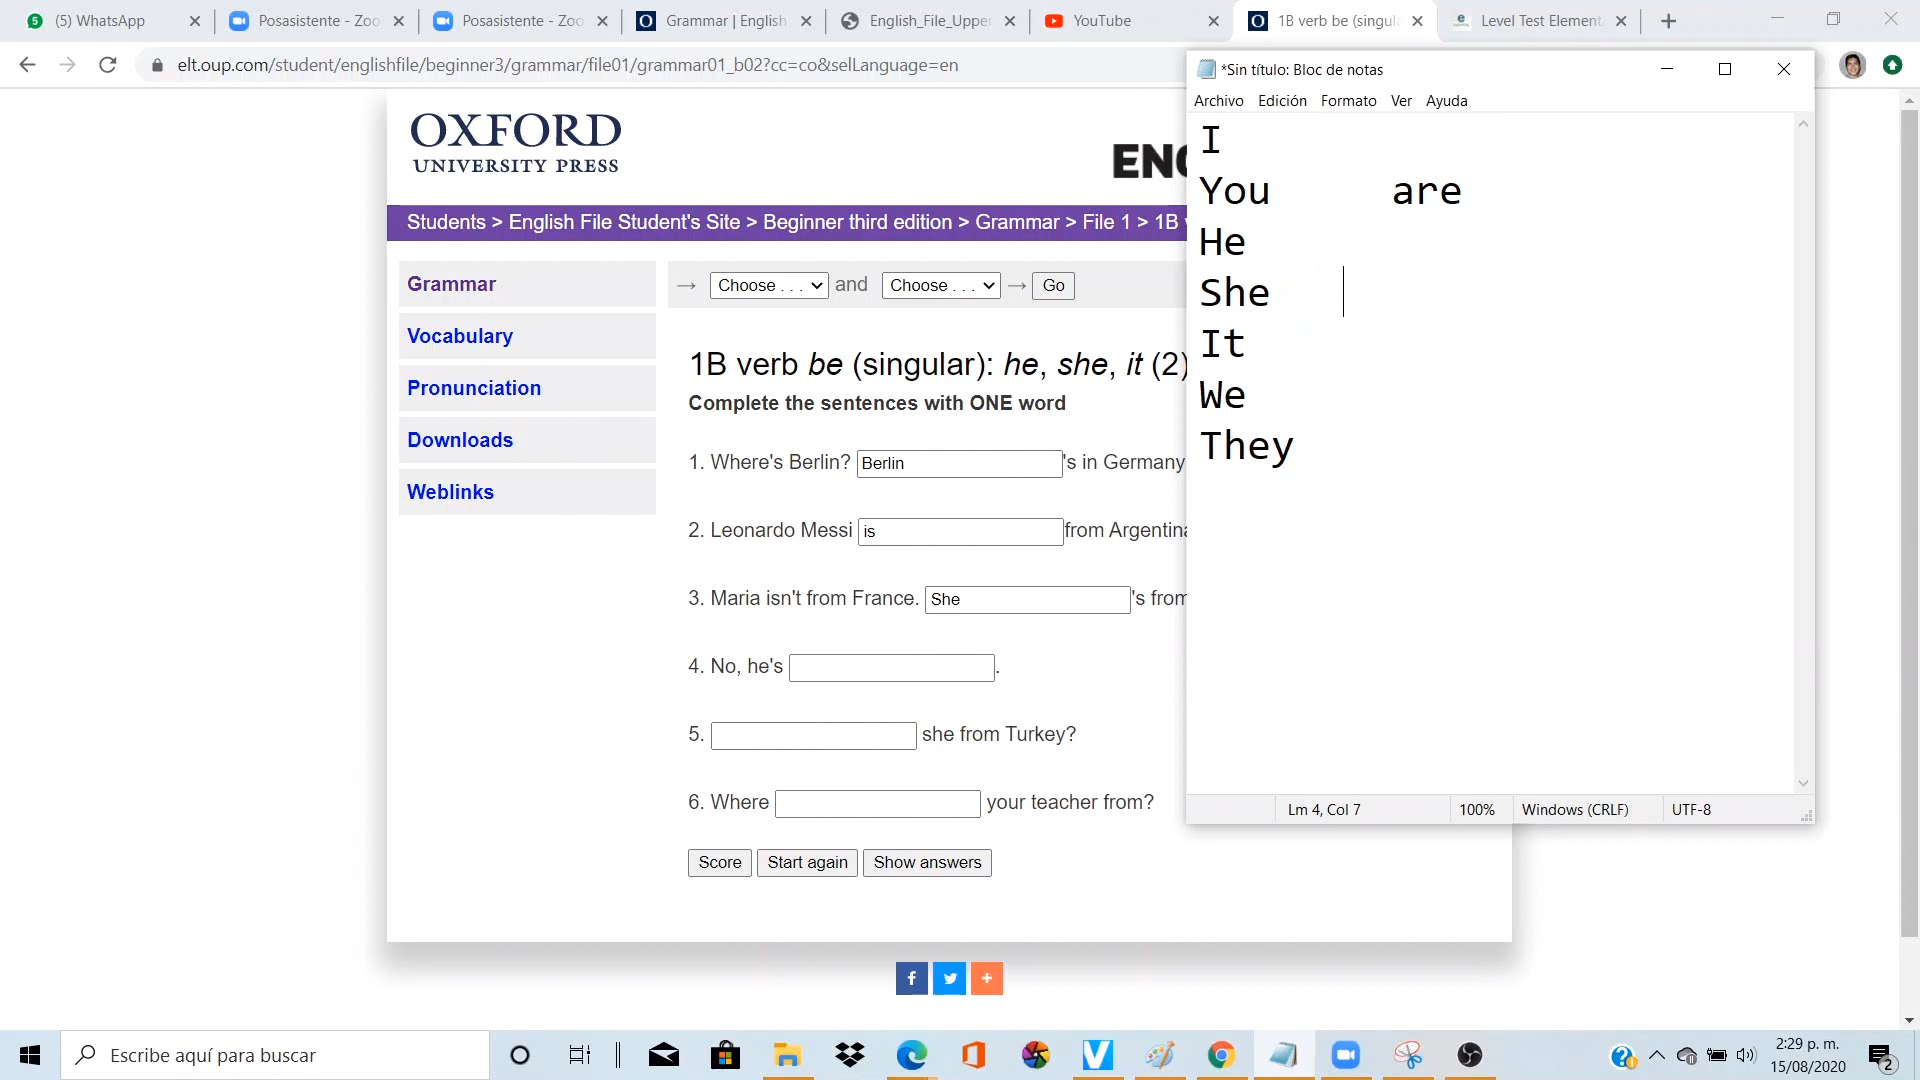 (5) WhatsApp
Posasistente - Zoo
Posasistente - Zoo
Grammar | English
English_File_Upper
YouTube
1B verb be (singul
Level Test Element
elt.oup.com/student/englishfile/beginner3/grammar/file01/grammar01_b02?cc=co&selLanguage=en
OXFORD
UNIVERSITY PRESS
ENG
Students > English File Student's Site > Beginner third edition > Grammar > File 1 > 1B
Grammar
Vocabulary
Pronunciation
Downloads
Weblinks
→ Choose . . . and Choose . . . → Go
1B verb be (singular): he, she, it (2)
Complete the sentences with ONE word
1. Where's Berlin? Berlin 's in Germany
2. Leonardo Messi is from Argentina
3. Maria isn't from France. She 's from
4. No, he's .
5. she from Turkey?
6. Where your teacher from?
Score Start again Show answers
*Sin título: Bloc de notas
Archivo Edición Formato Ver Ayuda
I
You are
He
She
It
We
They
Lm 4, Col 7 100% Windows (CRLF) UTF-8
Escribe aquí para buscar
2:29 p. m.
15/08/2020
2